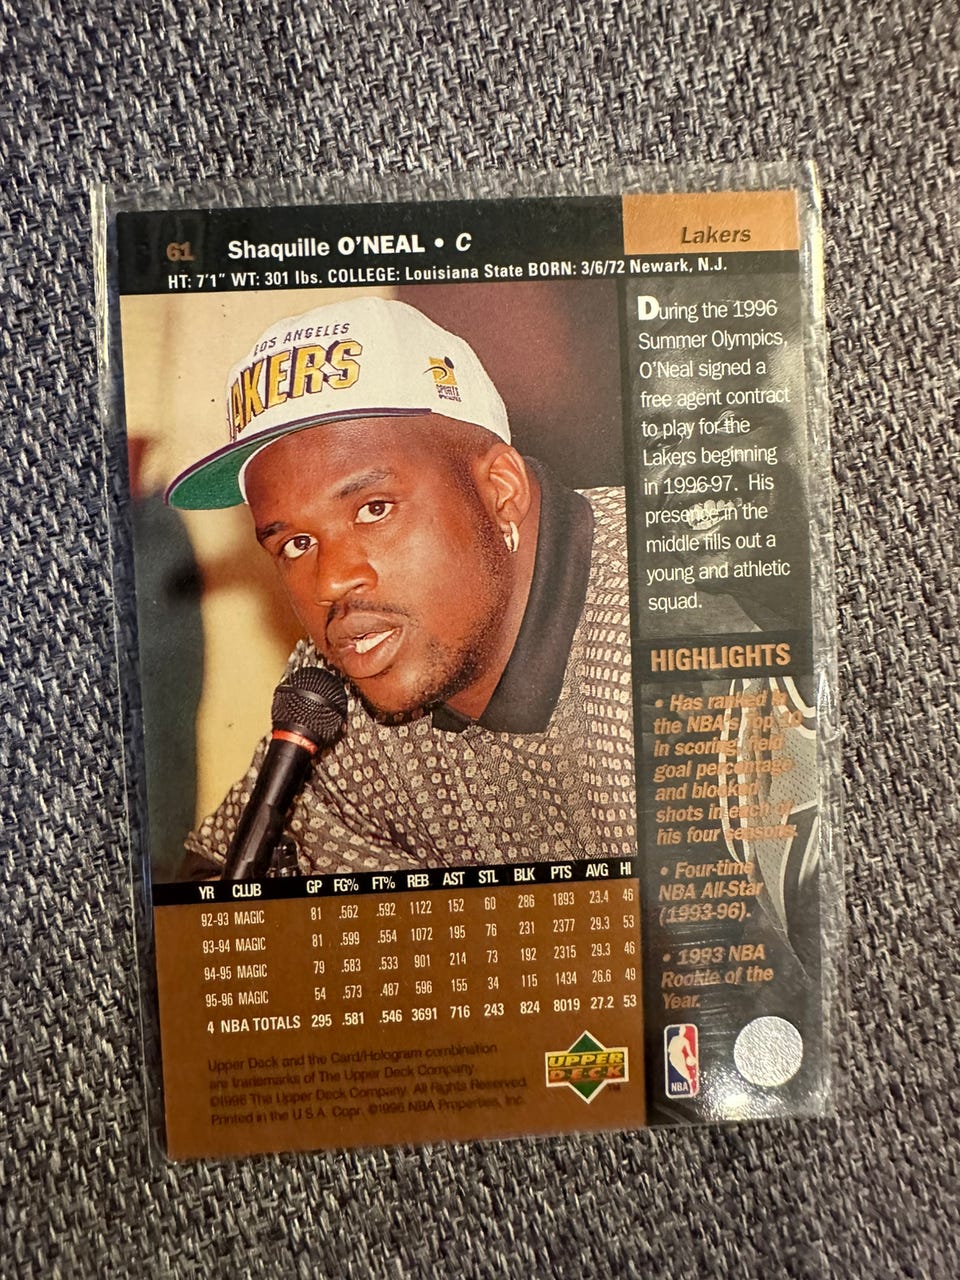 61 Shaquille O'NEAL • C
Lakers
HT: 7'1" WT: 301 lbs. COLLEGE: Louisiana State BORN: 3/6/72 Newark, N.J.
LOS ANGELES
AKERS
SPORTS
During the 1996
Summer Olympics,
O'Neal signed a
free agent contract
to play for the
Lakers beginning
in 1996-97. His
presence in the
middle fills out a
young and athletic
squad.
HIGHLIGHTS
• Has ranked in
the NBA's Top 10
in scoring, field
goal percentage
and blocked
shots in each of
his four seasons.
• Four-time
NBA All-Star
(1993-96).
• 1993 NBA
Rookie of the
Year.
YR CLUB GP FG% FT% REB AST STL BLK PTS AVG HI
92-93 MAGIC 81 .562 .592 1122 152 60 286 1893 23.4 46
93-94 MAGIC 81 .599 .554 1072 195 76 231 2377 29.3 53
94-95 MAGIC 79 .583 .533 901 214 73 192 2315 29.3 46
95-96 MAGIC 54 .573 .487 596 155 34 115 1434 26.6 49
4 NBA TOTALS 295 .581 .546 3691 716 243 824 8019 27.2 53
Upper Deck and the Card/Hologram combination
are trademarks of The Upper Deck Company.
©1996 The Upper Deck Company. All Rights Reserved.
Printed in the U.S.A. Copr. ©1996 NBA Properties, Inc.
UPPER
DECK
TM
NBA